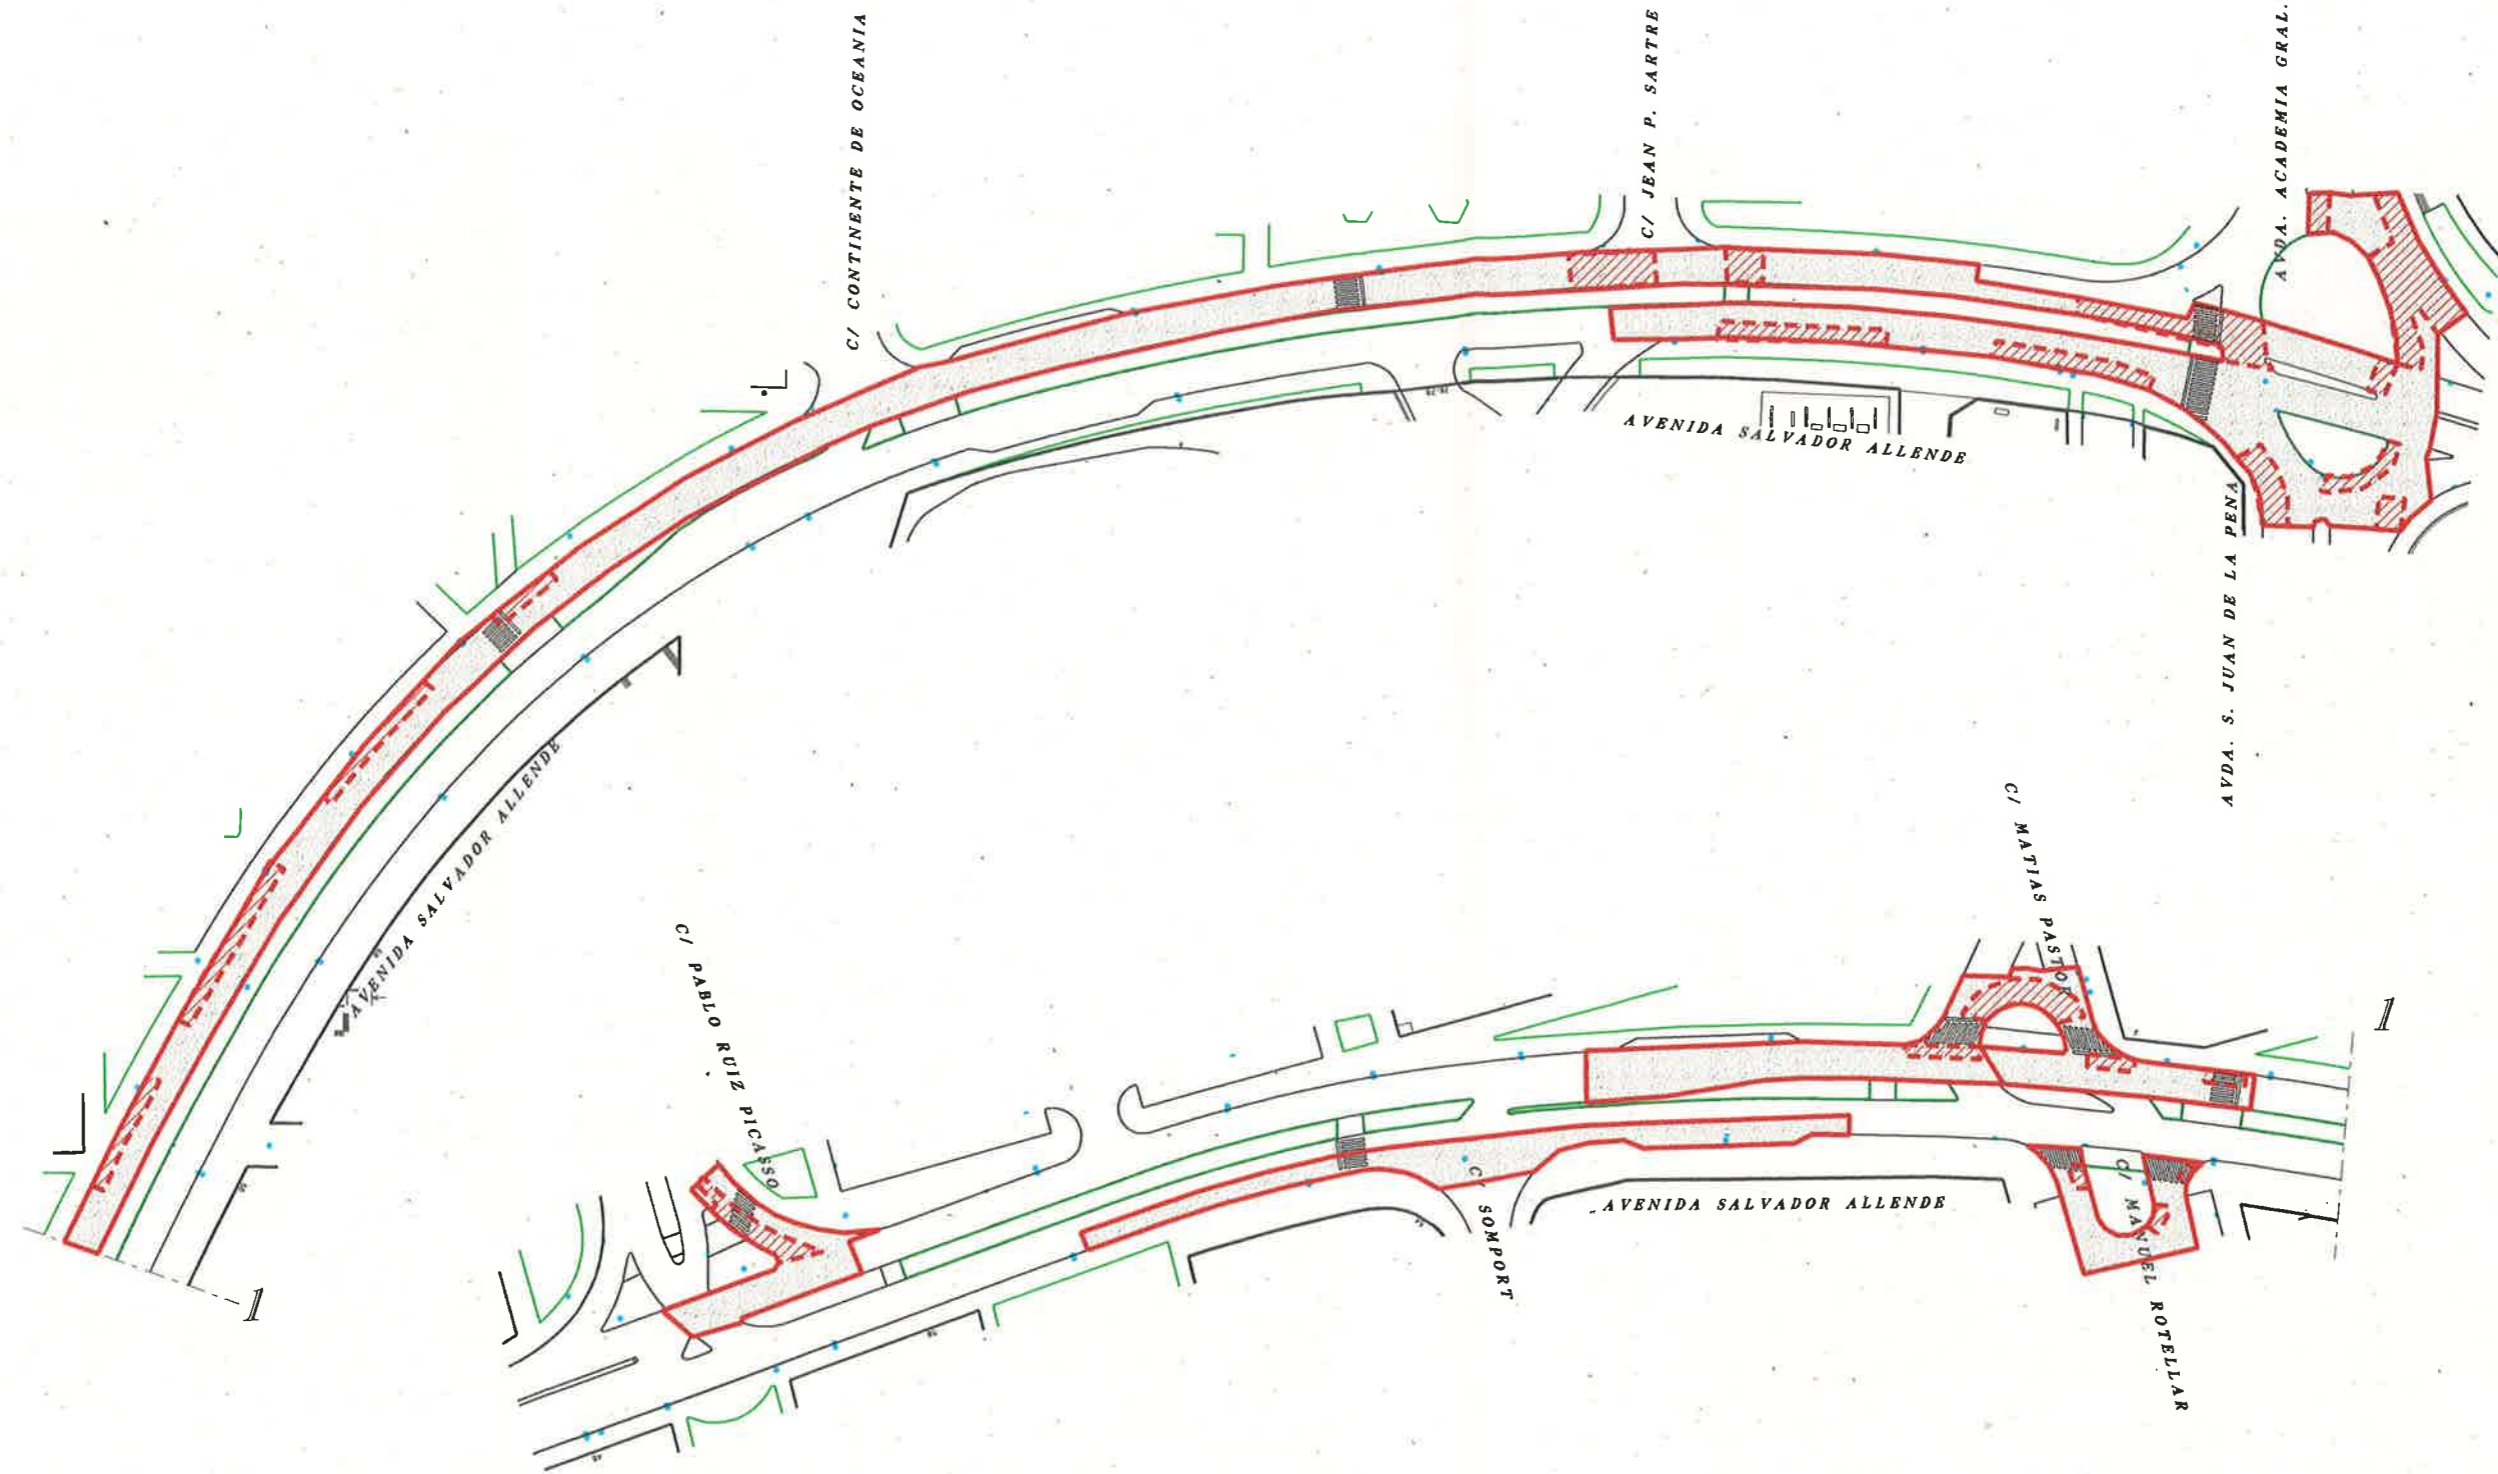 C/ CONTINENTE DE OCEANIA
C/ JEAN P. SARTRE
AVDA. ACADEMIA GRAL.
AVENIDA SALVADOR ALLENDE
AVDA. S. JUAN DE LA PENA
AVENIDA SALVADOR ALLENDE
C/ MATIAS PASTOR
C/ PABLO RUIZ PICASSO
1
AVENIDA SALVADOR ALLENDE
C/ SOMPORT
C/ MANUEL ROTELLAR
1